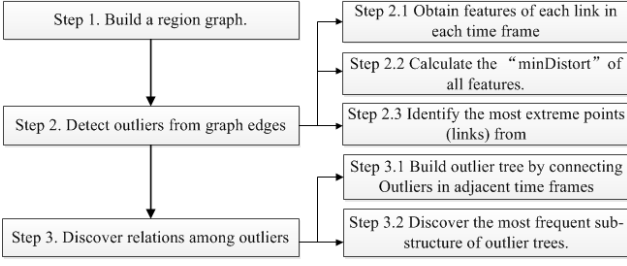 Step 1. Build a region graph.
Step 2.1 Obtain features of each link in
each time frame
Step 2.2 Calculate the “minDistort” of
all features.
Step 2. Detect outliers from graph edges
Step 2.3 Identify the most extreme points
(links) from
Step 3.1 Build outlier tree by connecting
Outliers in adjacent time frames
Step 3. Discover relations among outliers
Step 3.2 Discover the most frequent sub-
structure of outlier trees.